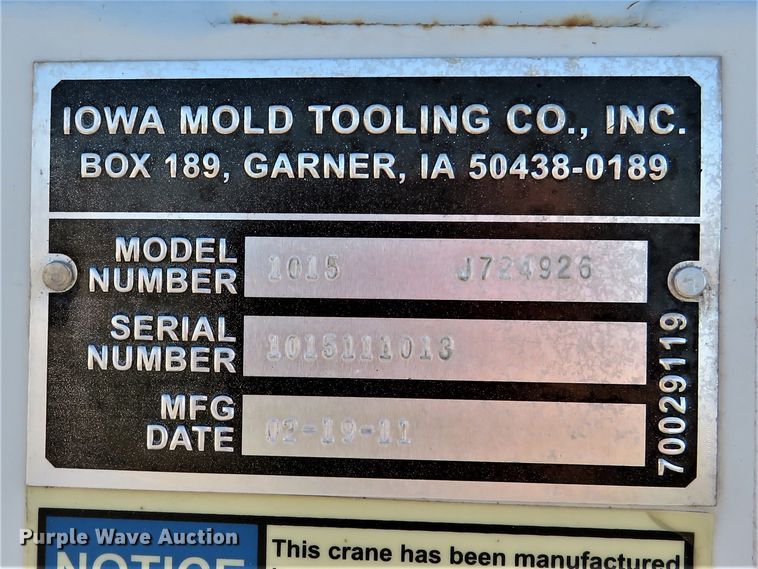 IOWA MOLD TOOLING CO., INC.
BOX 189, GARNER, IA 50438-0189
MODEL NUMBER 1015 J724926
SERIAL NUMBER 1015111013
MFG DATE 02-19-11
70029119
NOTICE
This crane has been manufactured
Purple Wave Auction